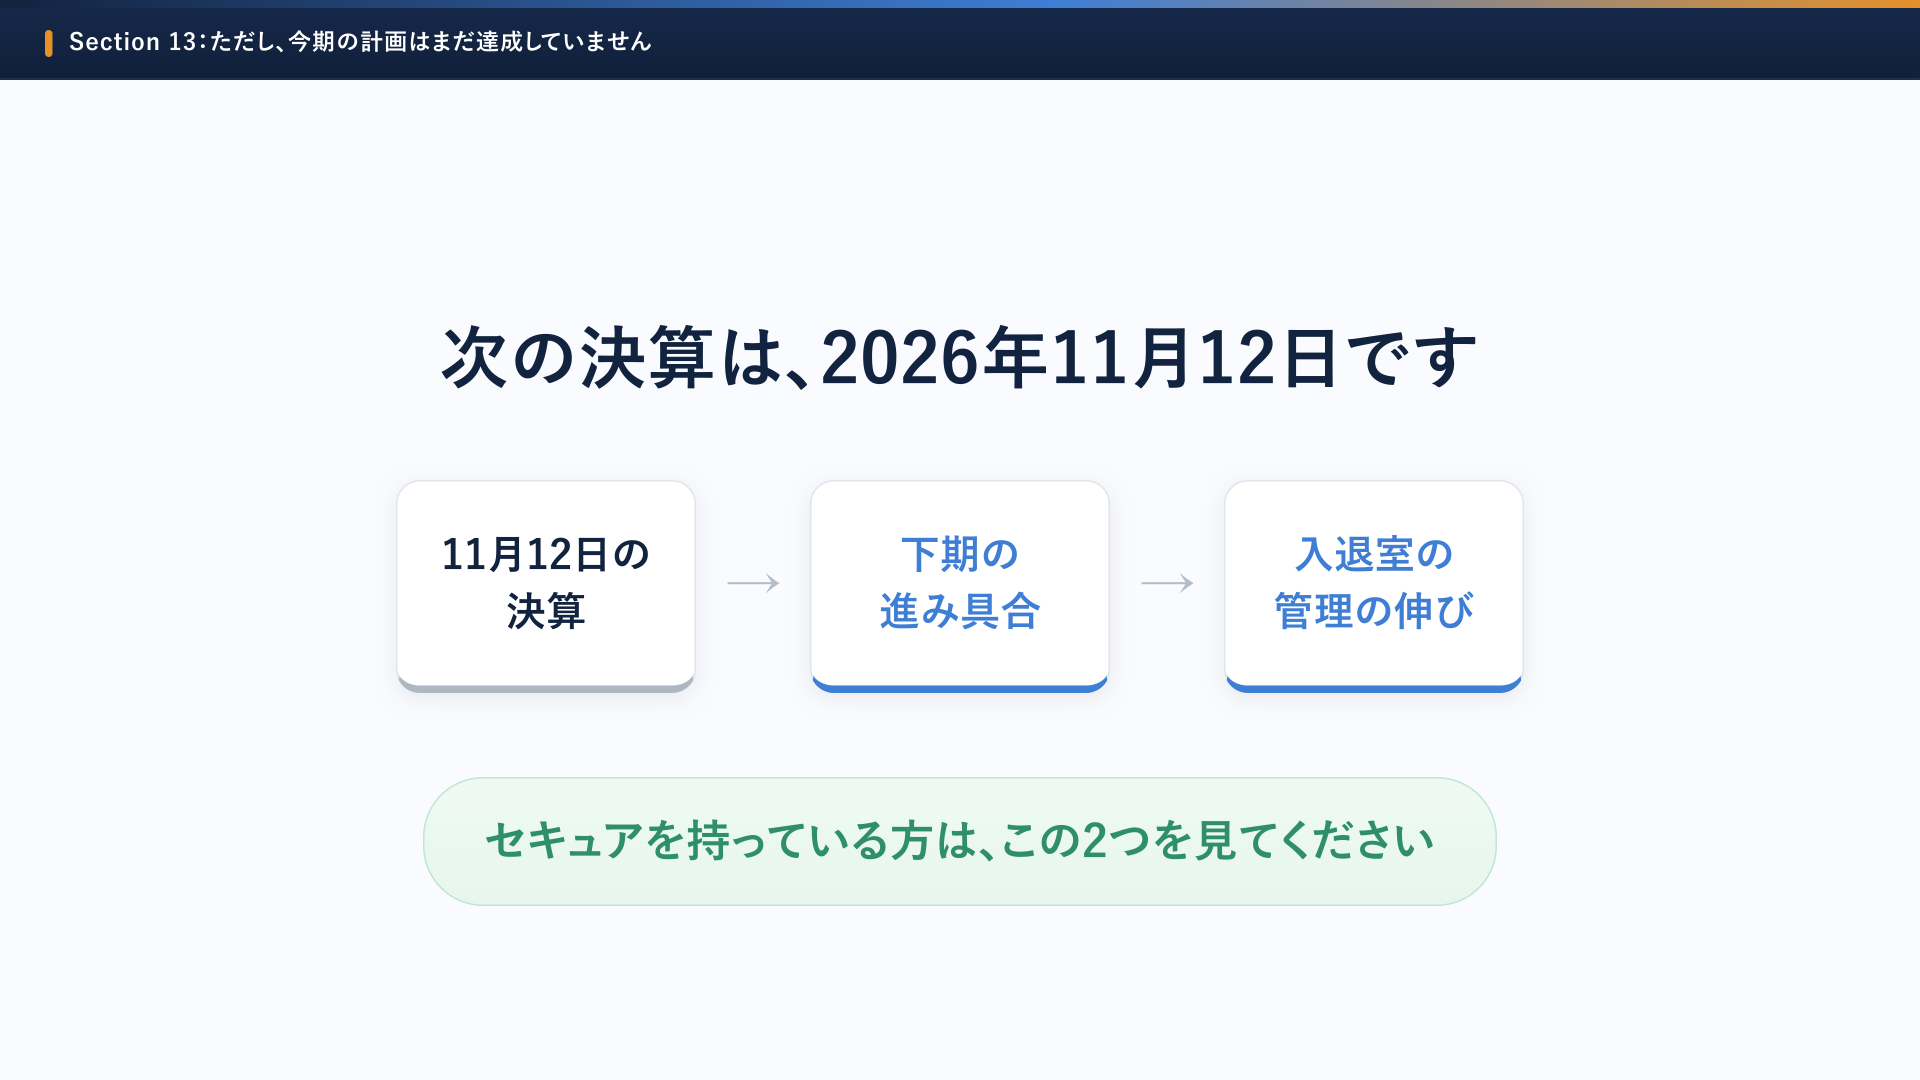 Section 13：ただし、今期の計画はまだ達成していません
次の決算は、2026年11月12日です
11月12日の
決算
→
下期の
進み具合
→
入退室の
管理の伸び
セキュアを持っている方は、この2つを見てください